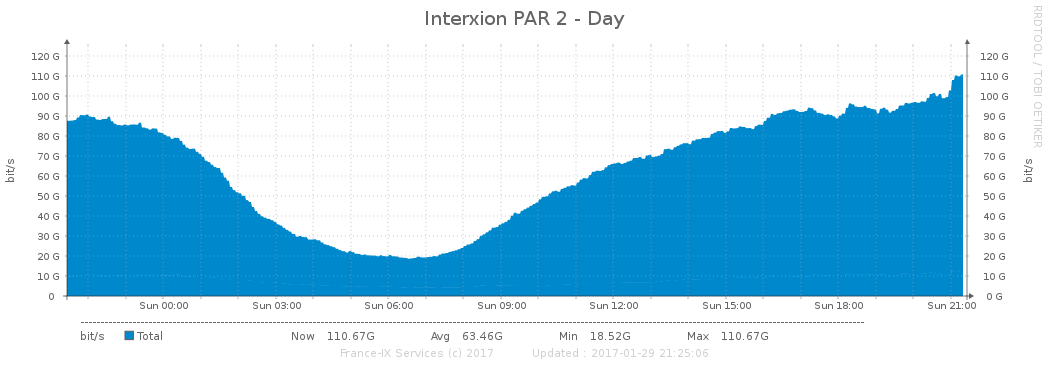 Interxion PAR 2 - Day
RRDTOOL / TOBI OETIKER
bit/s
120 G
110 G
100 G
90 G
80 G
70 G
60 G
50 G
40 G
30 G
20 G
10 G
0
120 G
110 G
100 G
90 G
80 G
70 G
60 G
50 G
40 G
30 G
20 G
10 G
0 G
bit/s
Sun 00:00 Sun 03:00 Sun 06:00 Sun 09:00 Sun 12:00 Sun 15:00 Sun 18:00 Sun 21:00
bit/s Total Now 110.67G Avg 63.46G Min 18.52G Max 110.67G
France-IX Services (c) 2017 Updated : 2017-01-29 21:25:06